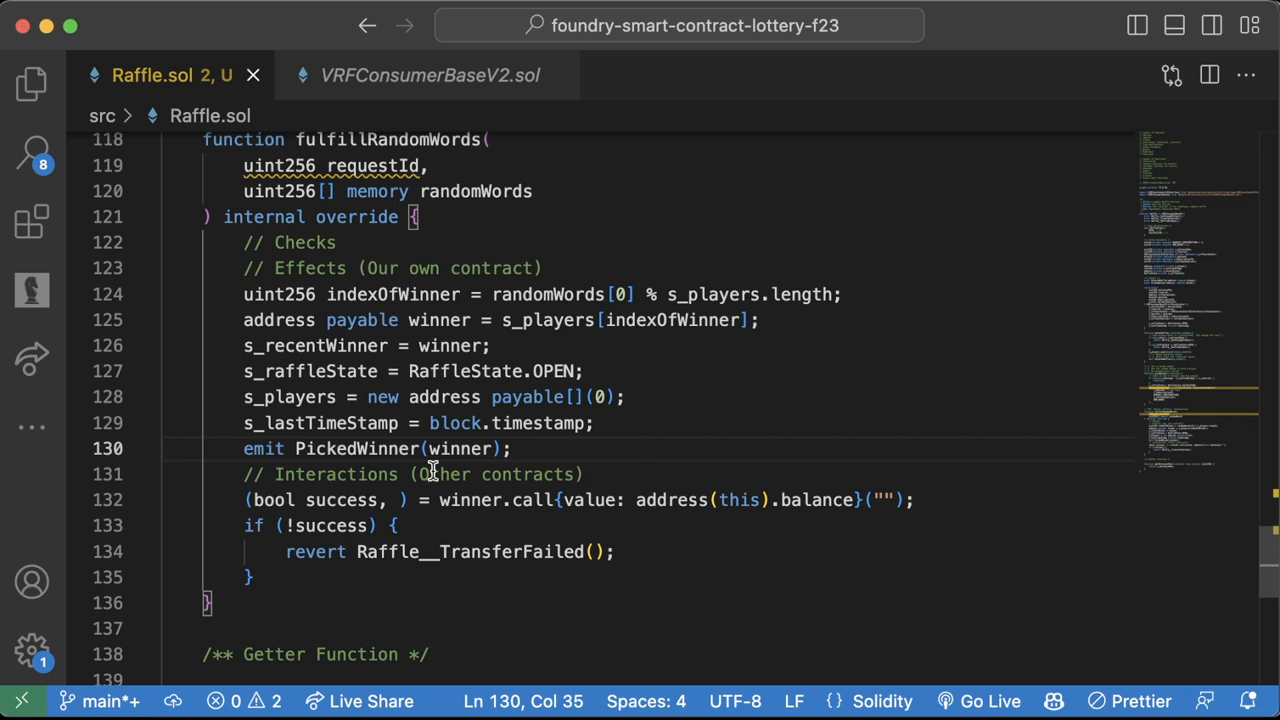 foundry-smart-contract-lottery-f23
Raffle.sol 2, U
VRFConsumerBaseV2.sol
src > Raffle.sol
118 function fulfillRandomWords(
119 uint256 requestId,
120 uint256[] memory randomWords
121 ) internal override {
122 // Checks
123 // Effects (Our own contract)
124 uint256 indexOfWinner = randomWords[0] % s_players.length;
125 address payable winner = s_players[indexOfWinner];
126 s_recentWinner = winner;
127 s_raffleState = RaffleState.OPEN;
128 s_players = new address payable[](0);
129 s_lastTimeStamp = block.timestamp;
130 emit PickedWinner(winner);
131 // Interactions (Other contracts)
132 (bool success, ) = winner.call{value: address(this).balance}("");
133 if (!success) {
134 revert Raffle__TransferFailed();
135 }
136 }
137
138 /** Getter Function */
139
8
1
main*+ 0 2 Live Share Ln 130, Col 35 Spaces: 4 UTF-8 LF {} Solidity Go Live Prettier